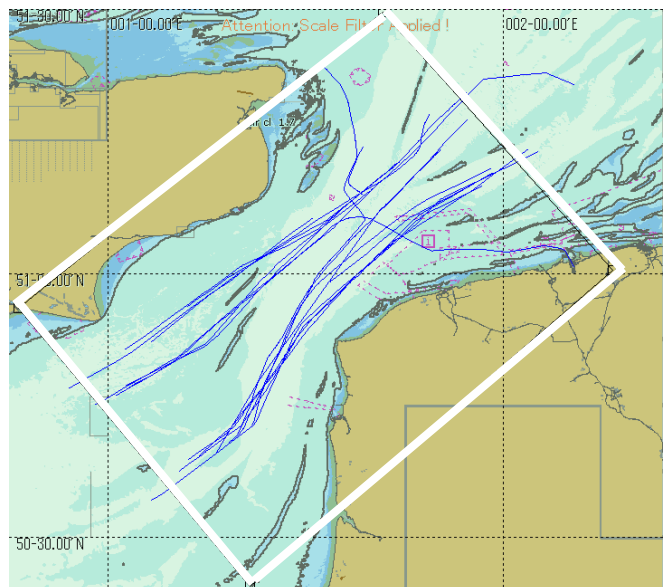 51-30.00'N
001-00.00'E
Attention: Scale Filter Applied !
002-00.00'E
51-00.00'N
50-30.00'N